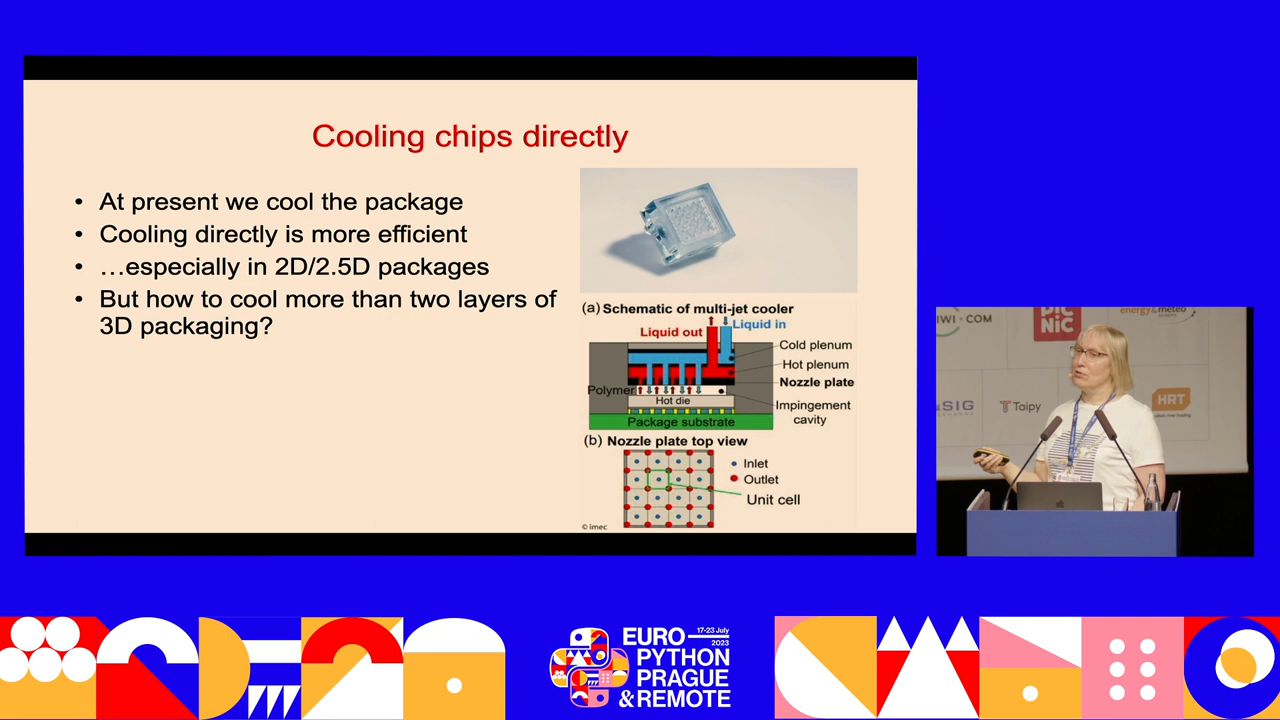 Cooling chips directly
• At present we cool the package
• Cooling directly is more efficient
• …especially in 2D/2.5D packages
• But how to cool more than two layers of
3D packaging?
(a) Schematic of multi-jet cooler
Liquid out
Liquid in
Cold plenum
Hot plenum
Nozzle plate
Polymer
Hot die
Impingement
cavity
Package substrate
(b) Nozzle plate top view
Inlet
Outlet
Unit cell
© imec
COM
PIC
NiC
energy&meteo
SIG
Taipy
HRT
EURO
17-23 July
2023
PYTHON
PRAGUE
& REMOTE